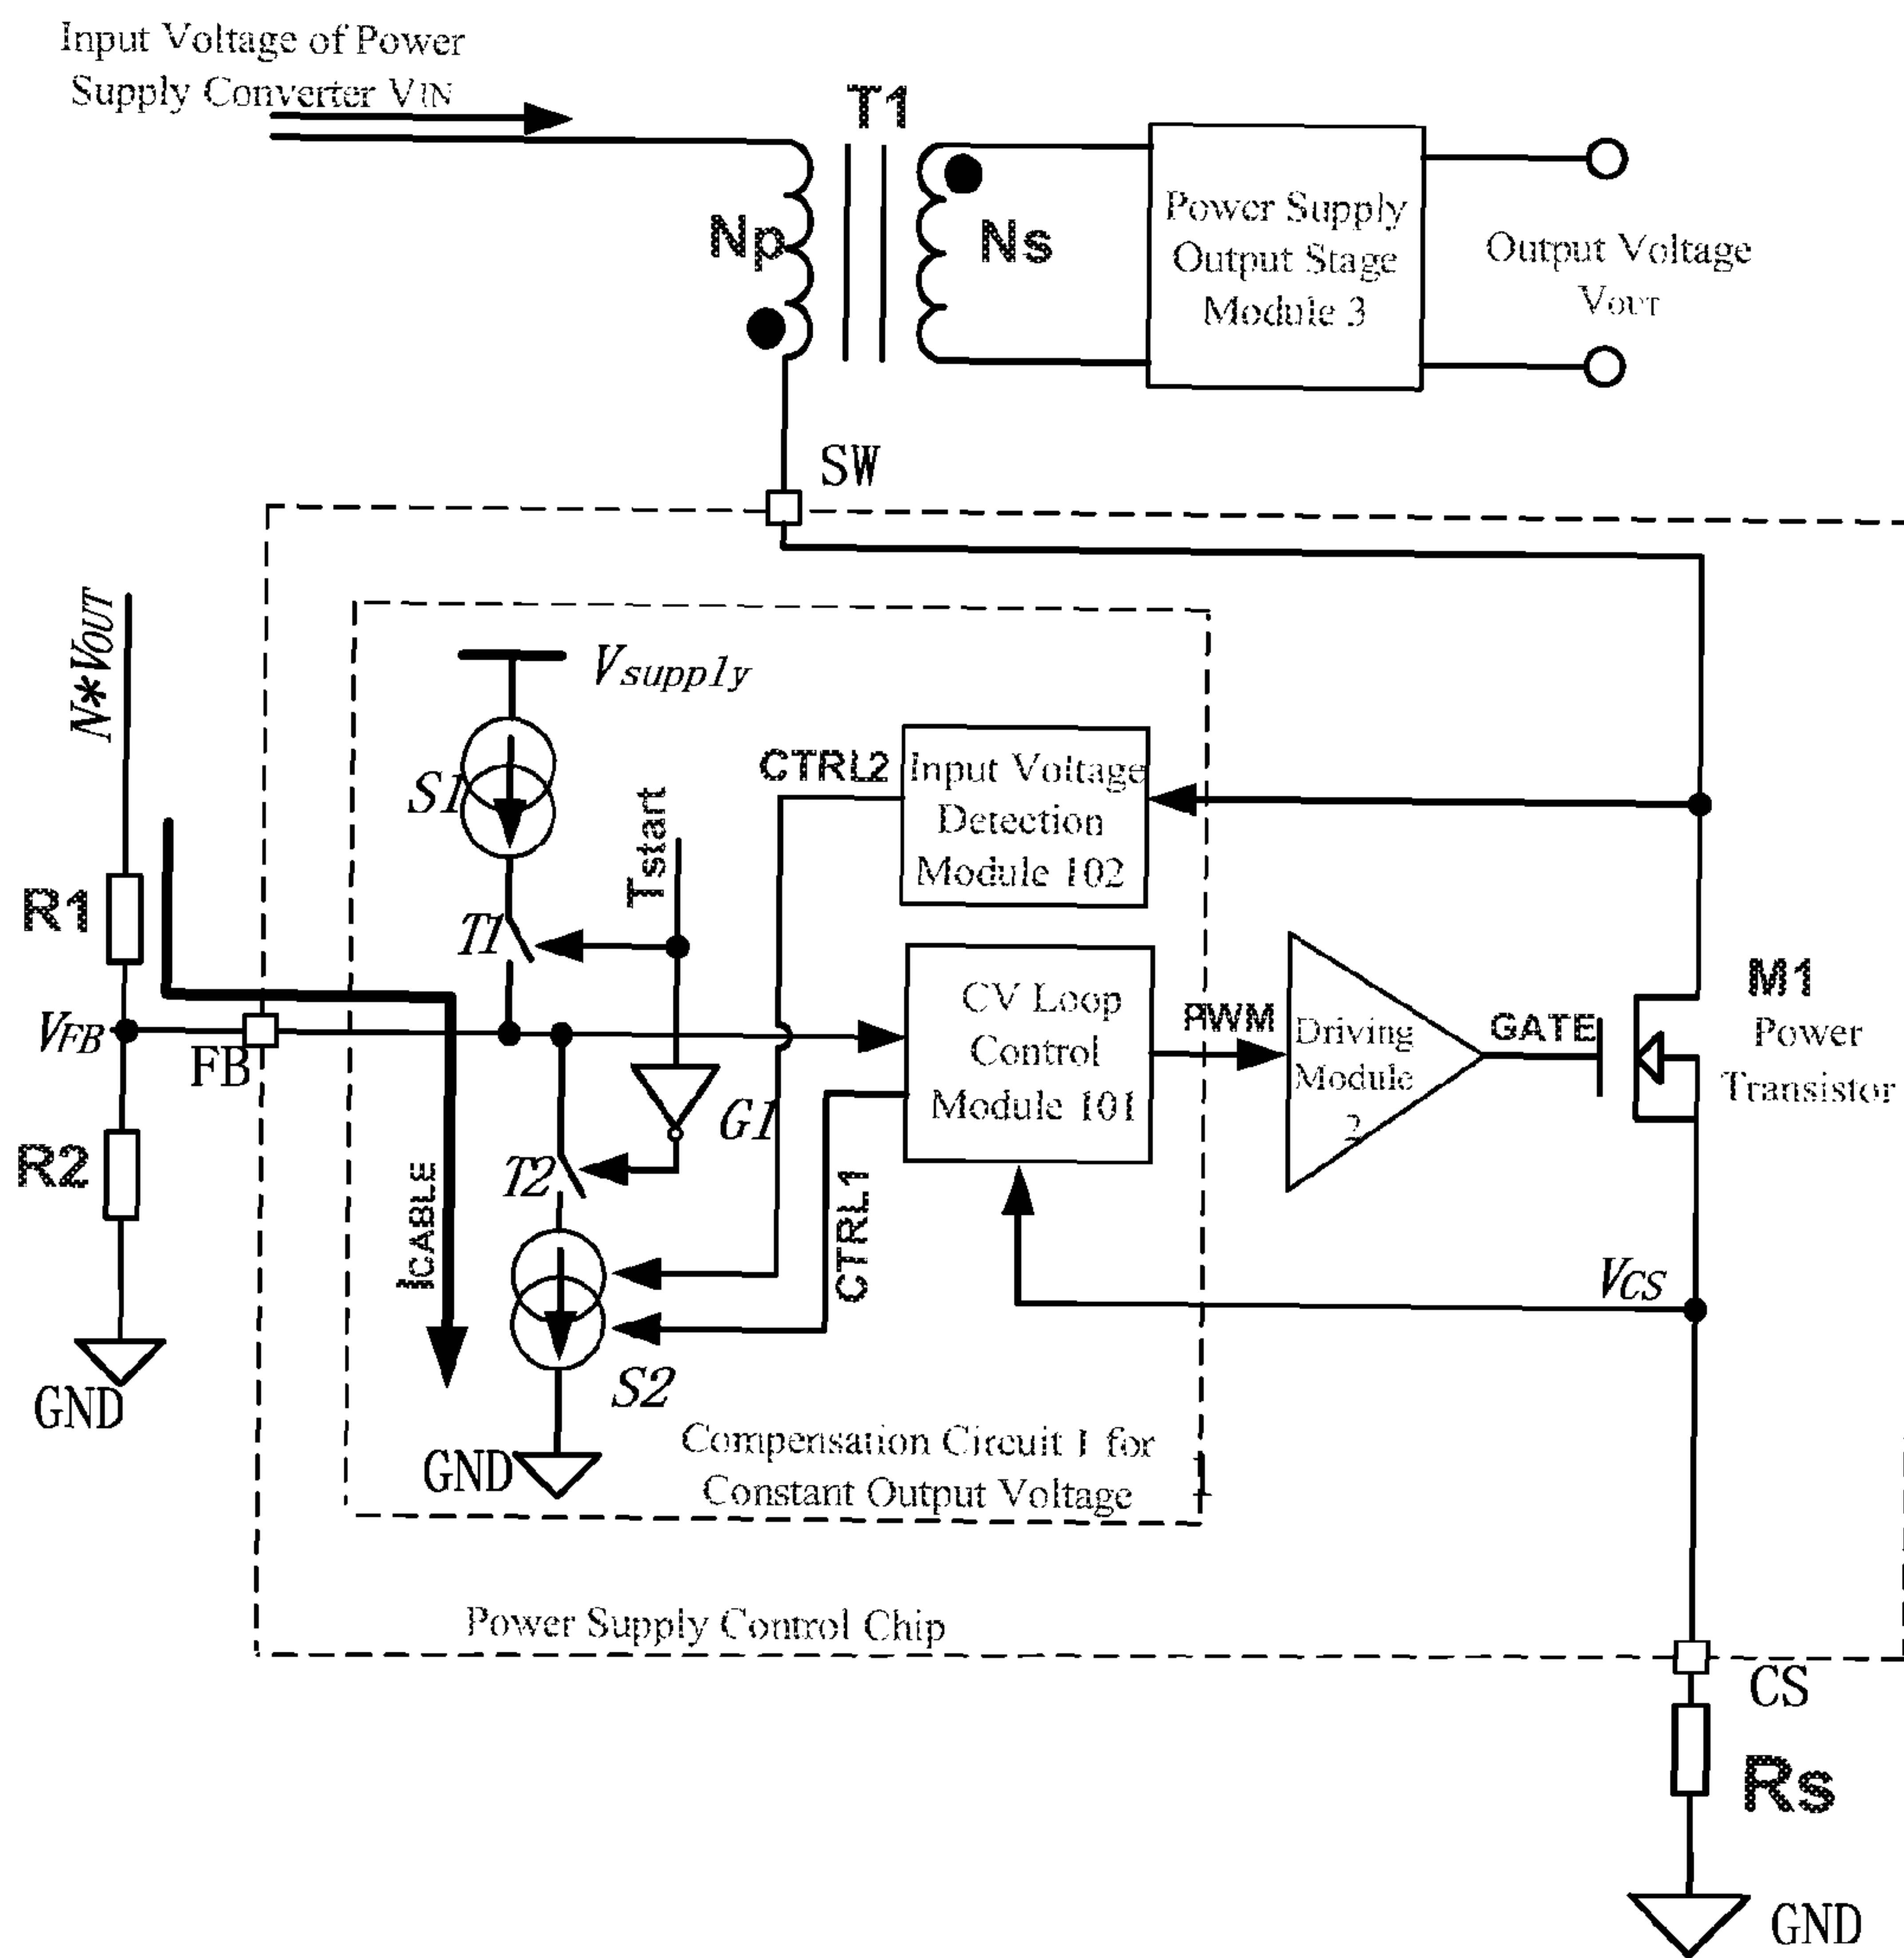 Input Voltage of Power
Supply Converter VIN
T1
Np
Ns
Power Supply
Output Stage
Module 3
Output Voltage
VOUT
SW
N*VOUT
Vsupply
S1
Tstart
CTRL2
Input Voltage
Detection
Module 102
R1
T1
VFB
FB
CV Loop
Control
Module 101
PWM
Driving
Module
2
GATE
M1
Power
Transistor
R2
G1
T2
ICABLE
CTRL1
VCS
S2
GND
GND
Compensation Circuit 1 for
Constant Output Voltage
1
Power Supply Control Chip
CS
Rs
GND